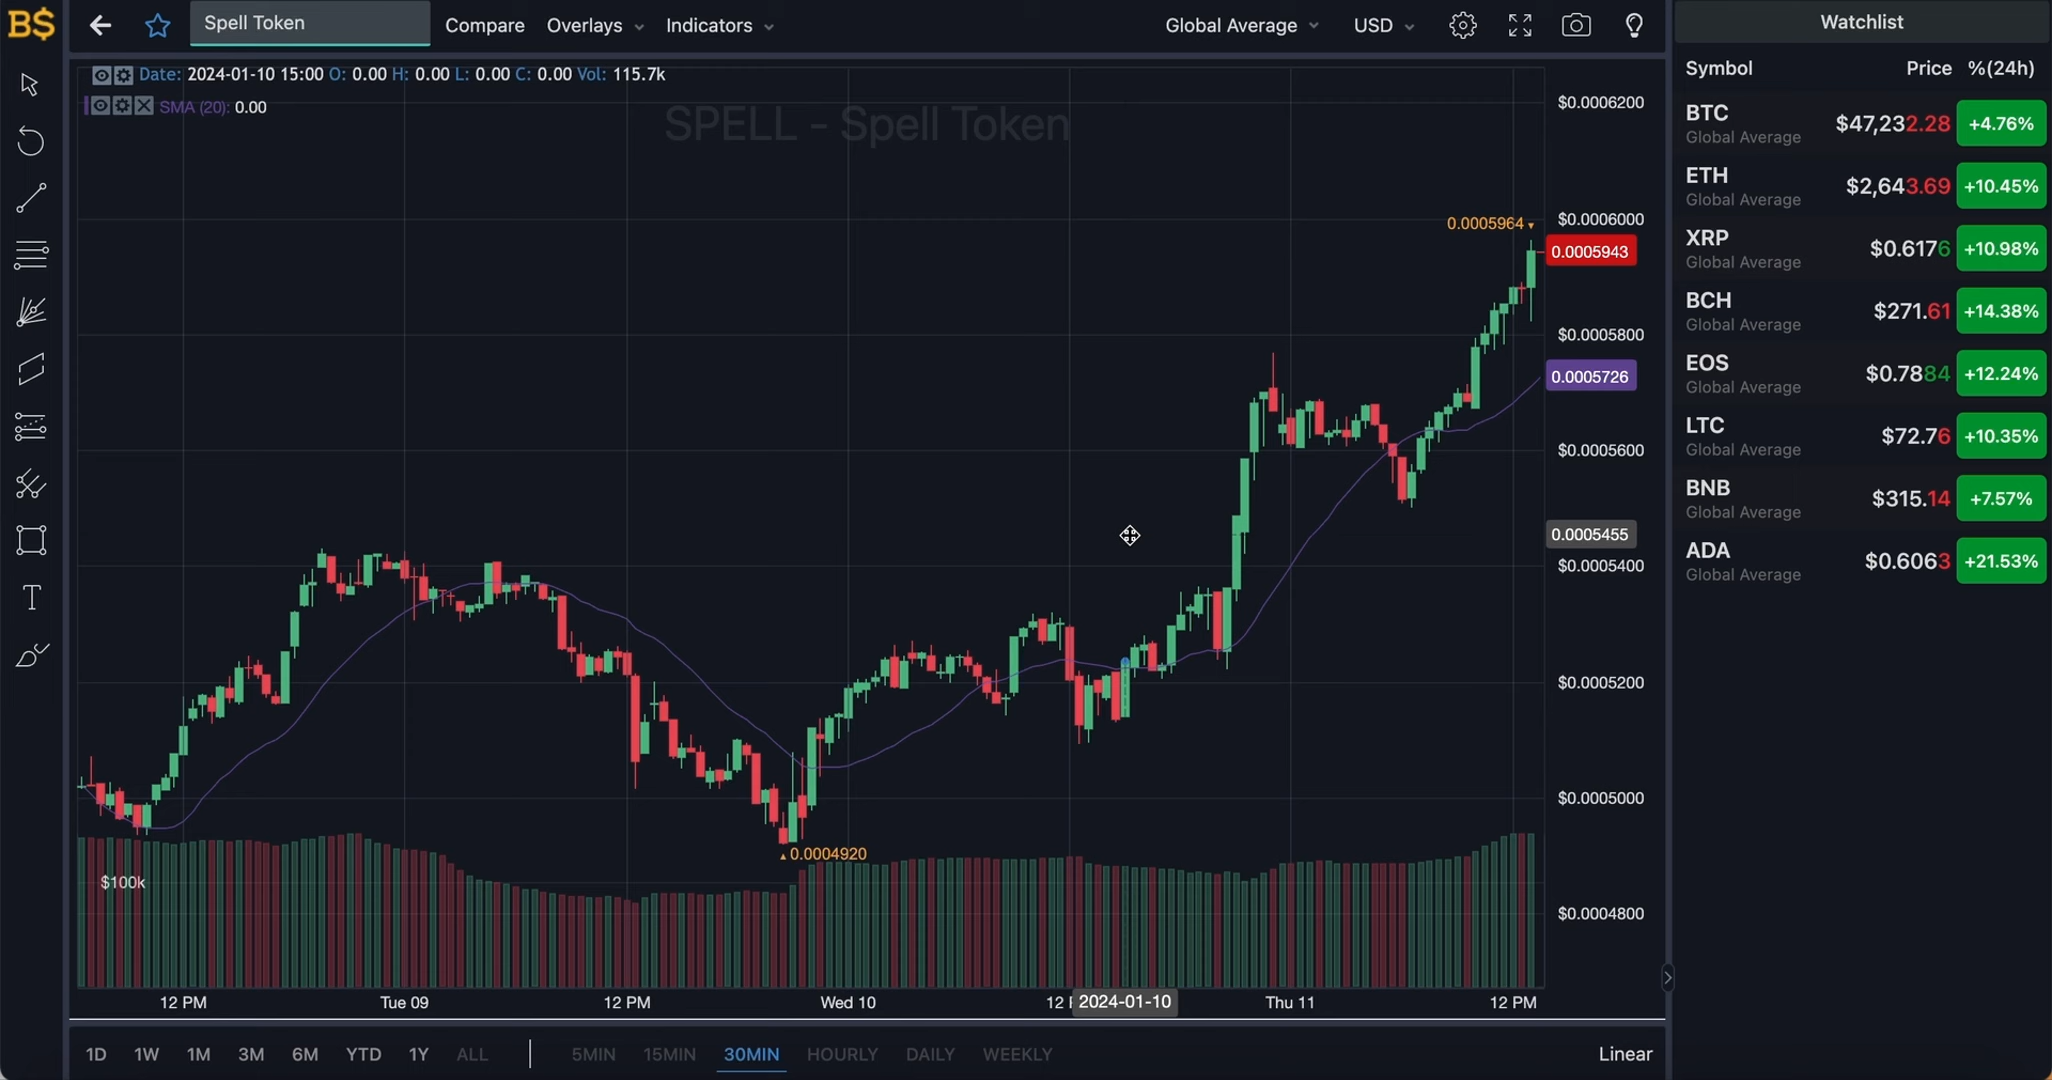 B$
Spell Token
Compare
Overlays
Indicators
Global Average
USD
Date: 2024-01-10 15:00 O: 0.00 H: 0.00 L: 0.00 C: 0.00 Vol: 115.7k
SMA (20): 0.00
SPELL - Spell Token
$0.0006200
$0.0006000
$0.0005800
$0.0005600
$0.0005400
$0.0005200
$0.0005000
$0.0004800
0.0005964
0.0005943
0.0005726
0.0005455
0.0004920
$100k
12 PM
Tue 09
12 PM
Wed 10
12
2024-01-10
Thu 11
12 PM
1D 1W 1M 3M 6M YTD 1Y ALL
5MIN 15MIN 30MIN HOURLY DAILY WEEKLY
Linear
Watchlist
Symbol Price %(24h)
BTC $47,232.28 +4.76%
Global Average
ETH $2,643.69 +10.45%
Global Average
XRP $0.6176 +10.98%
Global Average
BCH $271.61 +14.38%
Global Average
EOS $0.7884 +12.24%
Global Average
LTC $72.76 +10.35%
Global Average
BNB $315.14 +7.57%
Global Average
ADA $0.6063 +21.53%
Global Average